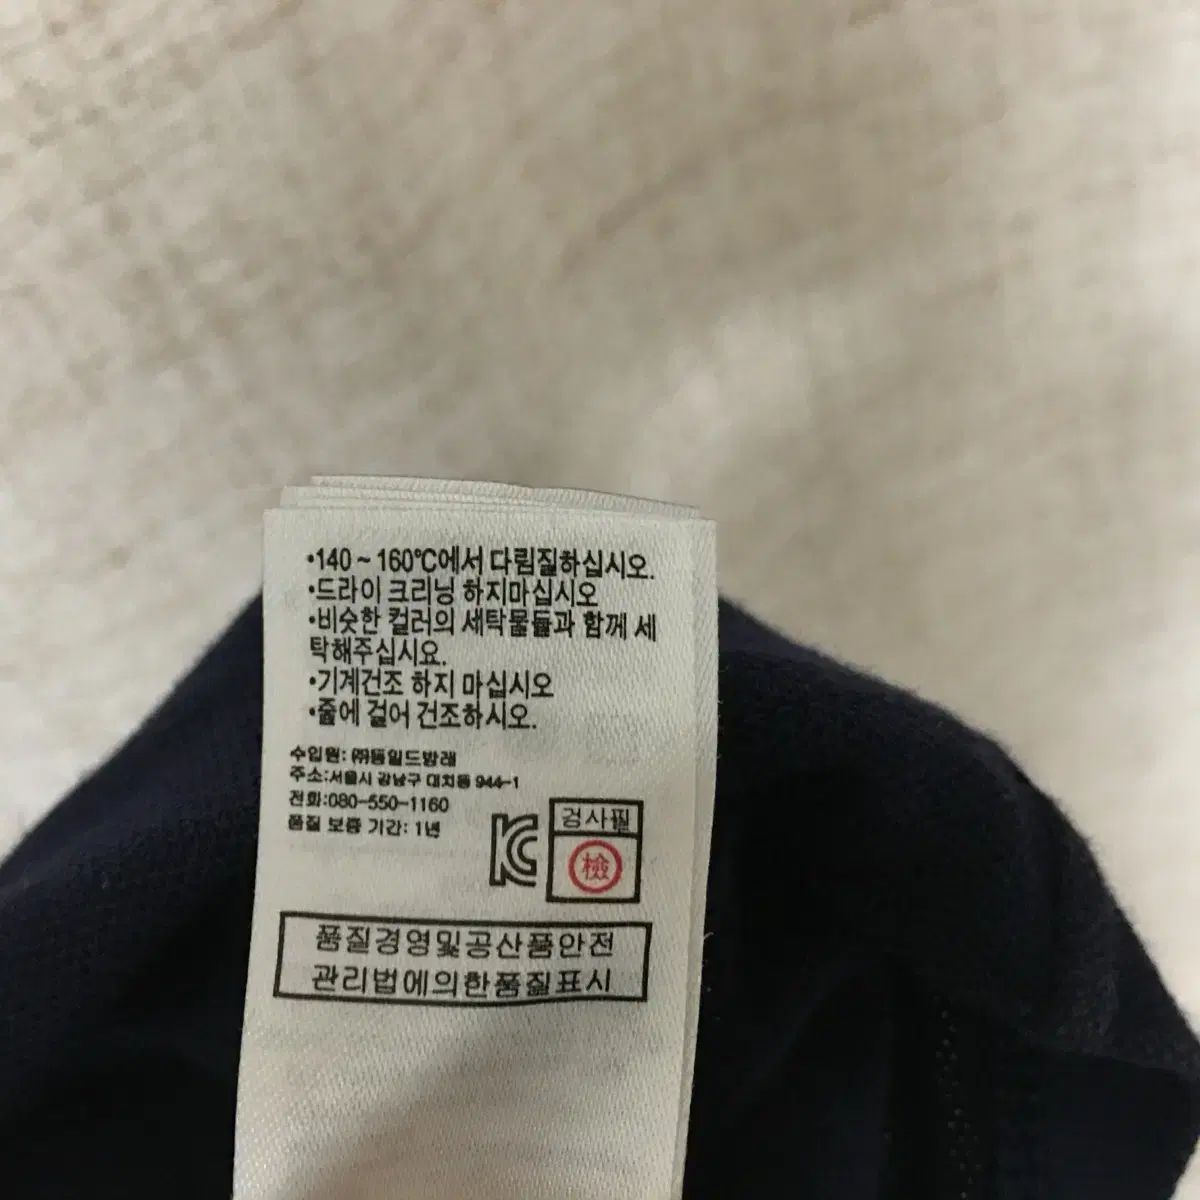 •140 ~ 160℃에서 다림질하십시오.
•드라이 크리닝 하지마십시오
•비슷한 컬러의 세탁물들과 함께 세
탁해주십시요.
•기계건조 하지 마십시오
•줄에 걸어 건조하시오.
수입원: ㈜동일드방레
주소:서울시 강남구 대치동 944-1
전화:080-550-1160
품질 보증 기간: 1년
KC
검사필
檢
품질경영및공산품안전
관리법에의한품질표시